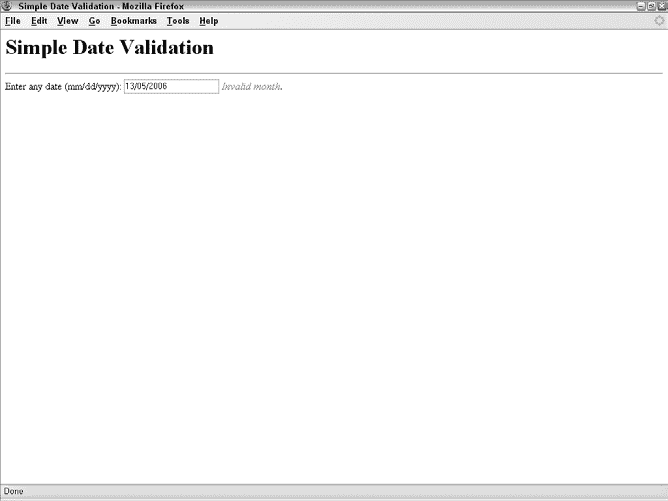 Simple Date Validation - Mozilla Firefox
File Edit View Go Bookmarks Tools Help
Simple Date Validation
Enter any date (mm/dd/yyyy): 13/05/2006 Invalid month.
Done